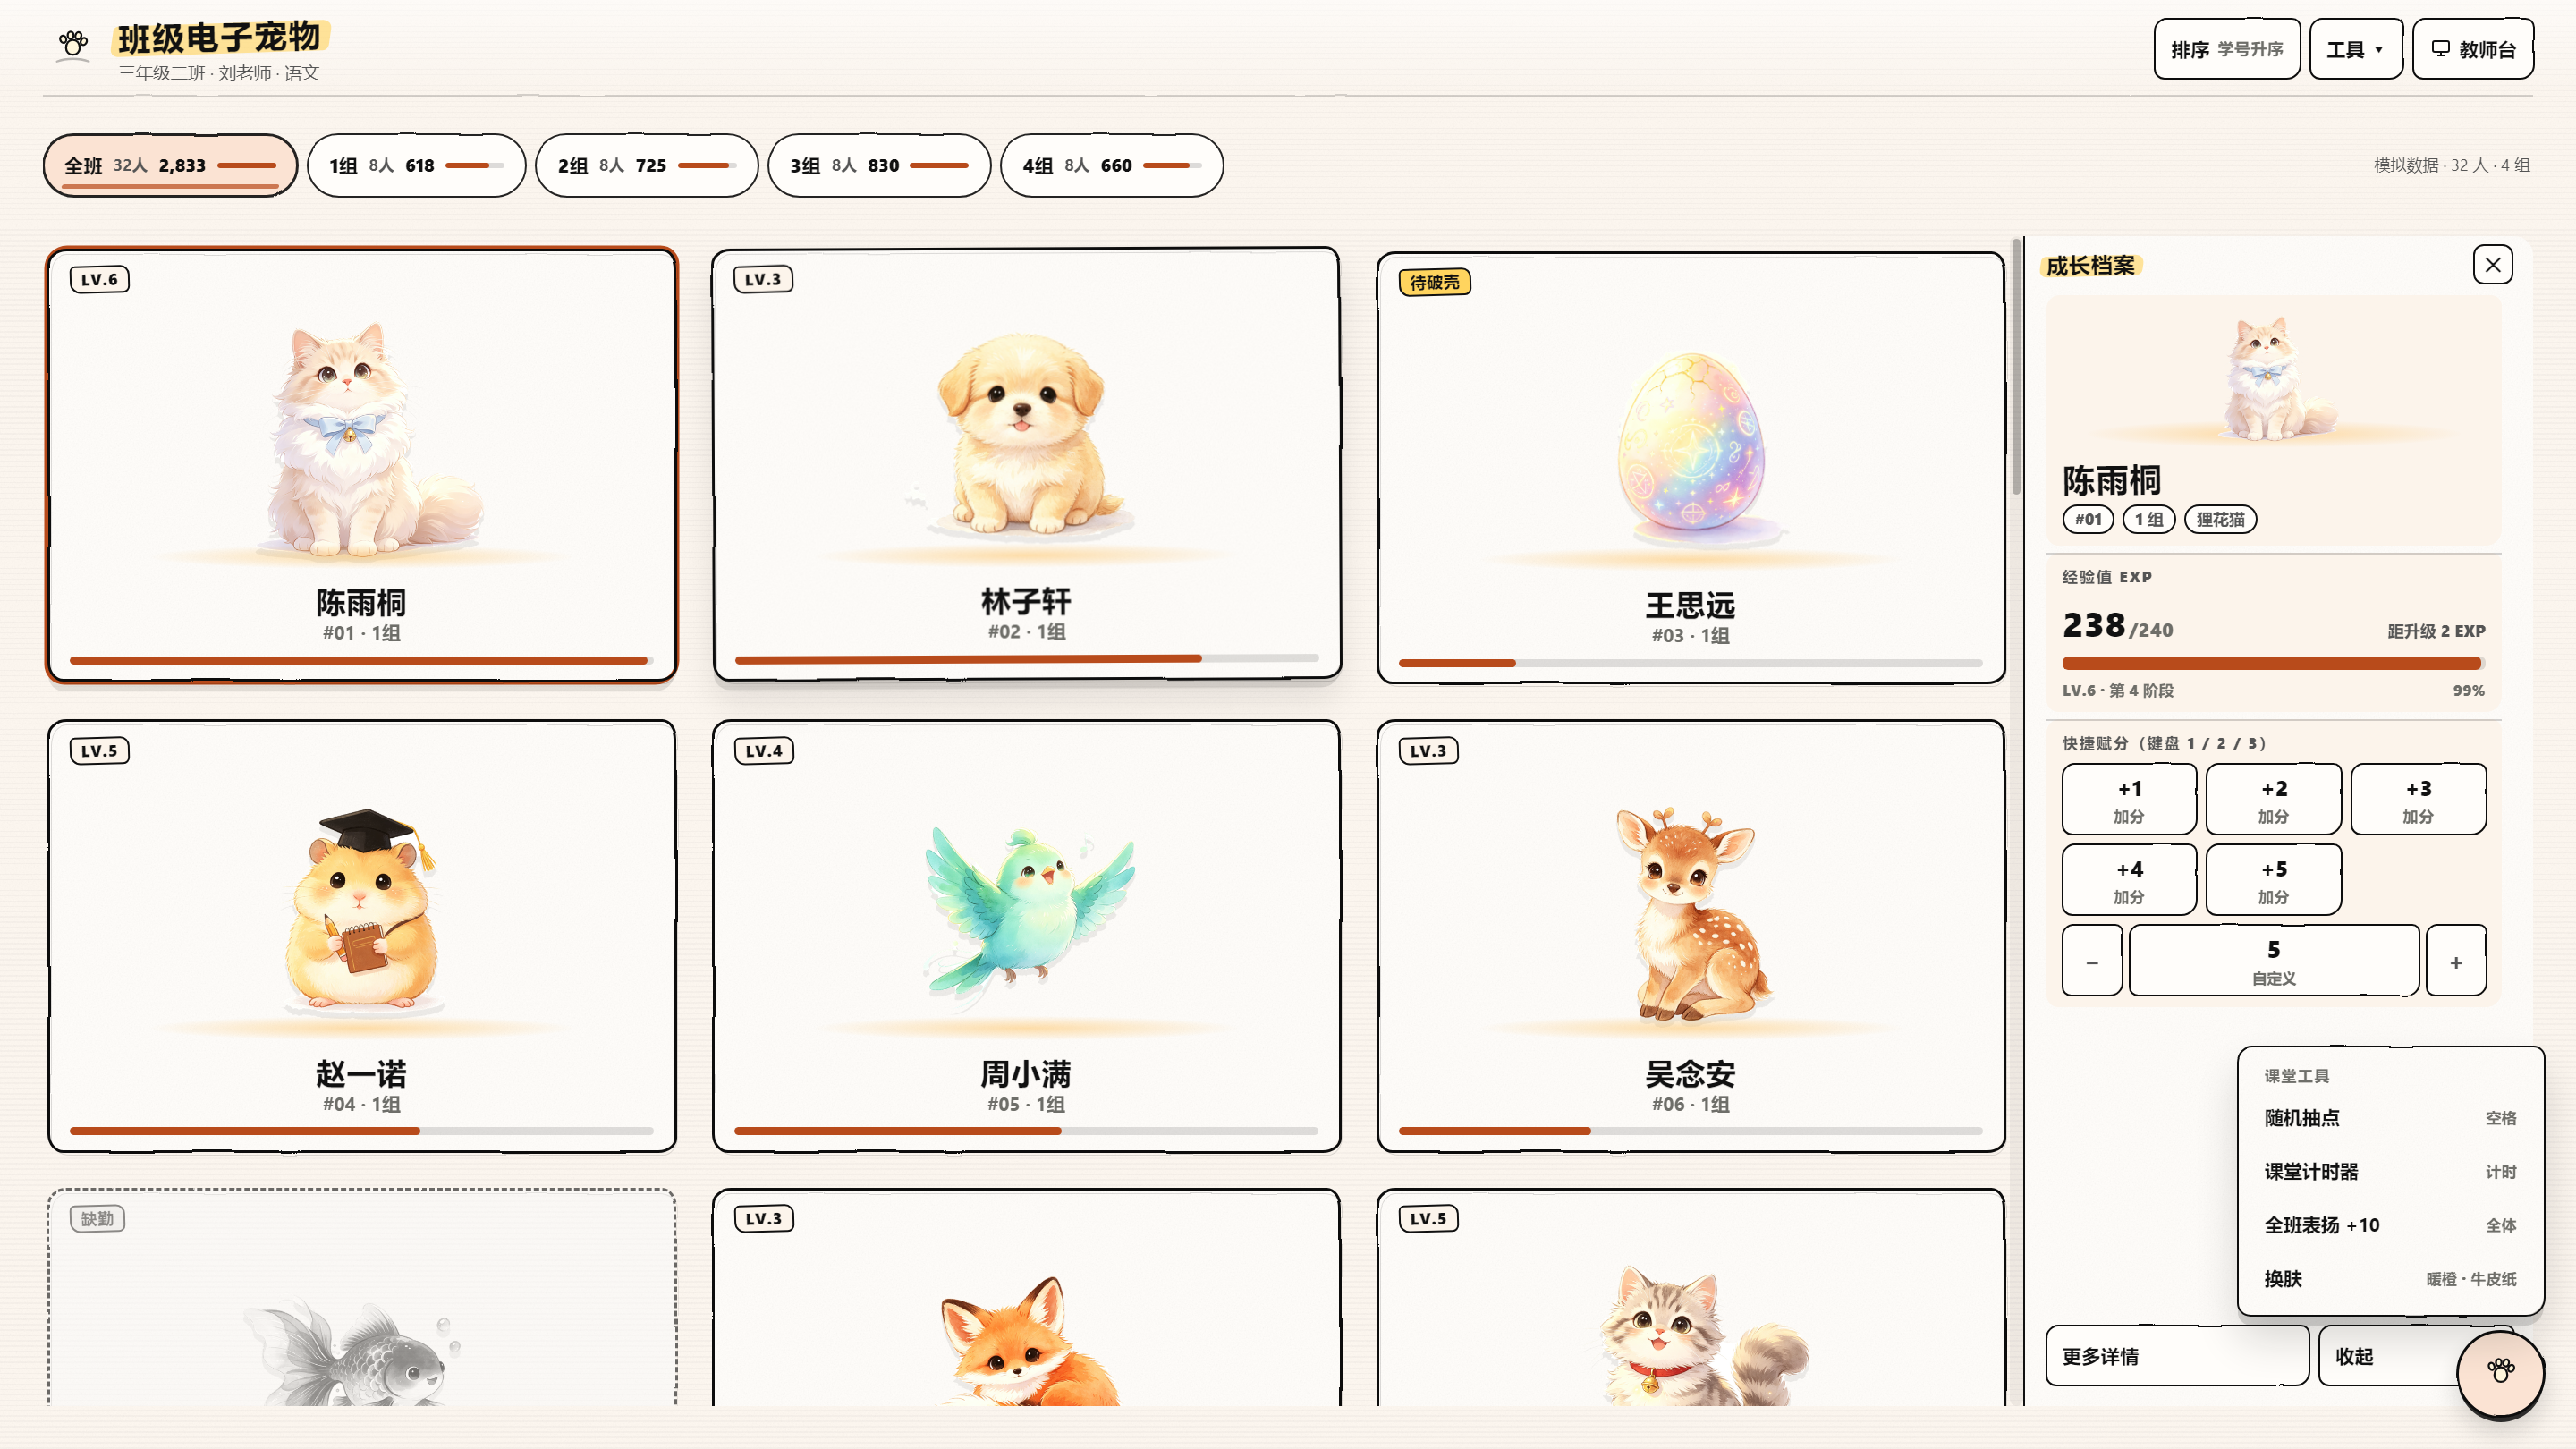 班级电子宠物
三年级二班 · 刘老师 · 语文
排序 学号升序
工具 ▾
教师台
全班 32人 2,833
1组 8人 618
2组 8人 725
3组 8人 830
4组 8人 660
模拟数据 · 32 人 · 4 组
LV.6
陈雨桐
#01 · 1组
LV.3
林子轩
#02 · 1组
待破壳
王思远
#03 · 1组
LV.5
赵一诺
#04 · 1组
LV.4
周小满
#05 · 1组
LV.3
吴念安
#06 · 1组
缺勤
LV.3
LV.5
成长档案
陈雨桐
#01
1 组
狸花猫
经验值 EXP
238/240
距升级 2 EXP
LV.6 · 第 4 阶段
99%
快捷赋分（键盘 1 / 2 / 3）
+1
加分
+2
加分
+3
加分
+4
加分
+5
加分
−
5
自定义
+
课堂工具
随机抽点 空格
课堂计时器 计时
全班表扬 +10 全体
换肤 暖橙 · 牛皮纸
更多详情
收起